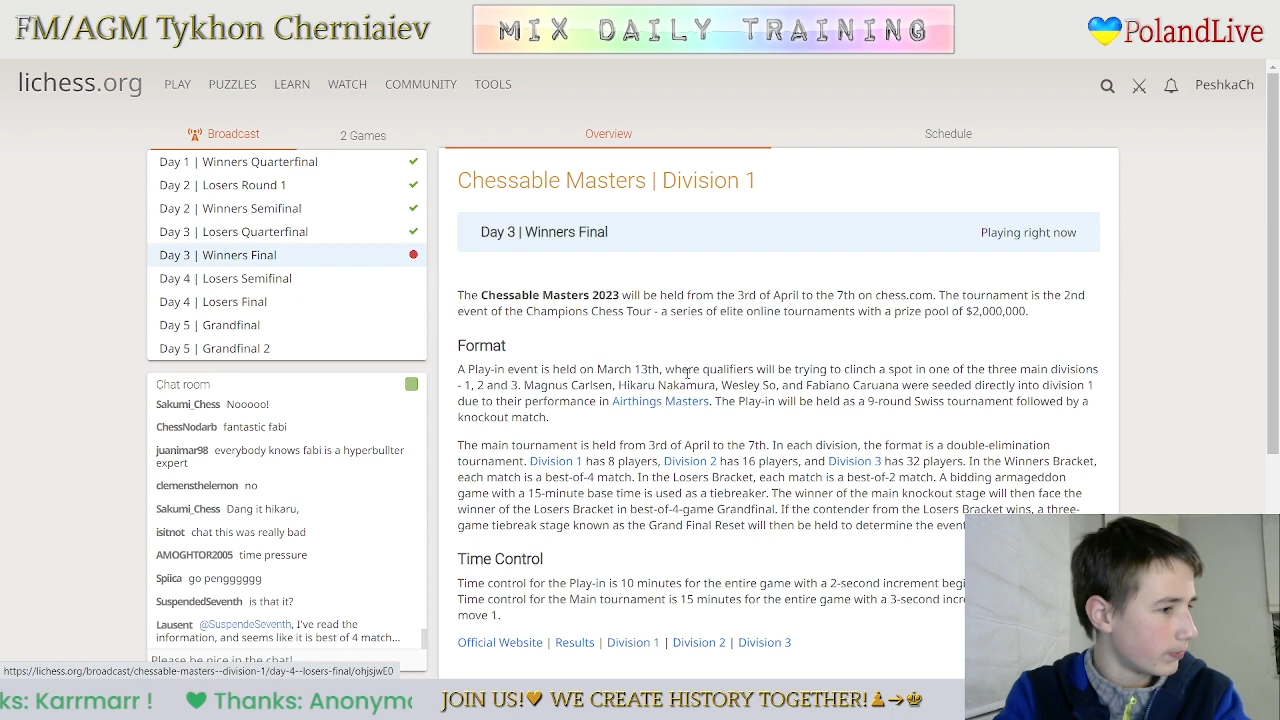 FM/AGM Tykhon Cherniaiev
MIX DAILY TRAINING
PolandLive
lichess.org PLAY PUZZLES LEARN WATCH COMMUNITY TOOLS PeshkaCh
Broadcast 2 Games
Day 1 | Winners Quarterfinal
Day 2 | Losers Round 1
Day 2 | Winners Semifinal
Day 3 | Losers Quarterfinal
Day 3 | Winners Final
Day 4 | Losers Semifinal
Day 4 | Losers Final
Day 5 | Grandfinal
Day 5 | Grandfinal 2
Chat room
Sakumi_Chess Nooooo!
ChessNodarb fantastic fabi
juanimar98 everybody knows fabi is a hyperbullter
expert
clemensthelemon no
Sakumi_Chess Dang it hikaru,
isitnot chat this was really bad
AMOGHTOR2005 time pressure
Spiica go pengggggg
SuspendedSeventh is that it?
Lausent @SuspendeSeventh, I've read the
information, and seems like it is best of 4 match...
Please be nice in the chat!
https://lichess.org/broadcast/chessable-masters--division-1/day-4--losers-final/ohjsjwE0
Overview Schedule
Chessable Masters | Division 1
Day 3 | Winners Final Playing right now
The Chessable Masters 2023 will be held from the 3rd of April to the 7th on chess.com. The tournament is the 2nd
event of the Champions Chess Tour - a series of elite online tournaments with a prize pool of $2,000,000.
Format
A Play-in event is held on March 13th, where qualifiers will be trying to clinch a spot in one of the three main divisions
- 1, 2 and 3. Magnus Carlsen, Hikaru Nakamura, Wesley So, and Fabiano Caruana were seeded directly into division 1
due to their performance in Airthings Masters. The Play-in will be held as a 9-round Swiss tournament followed by a
knockout match.
The main tournament is held from 3rd of April to the 7th. In each division, the format is a double-elimination
tournament. Division 1 has 8 players, Division 2 has 16 players, and Division 3 has 32 players. In the Winners Bracket,
each match is a best-of-4 match. In the Losers Bracket, each match is a best-of-2 match. A bidding armageddon
game with a 15-minute base time is used as a tiebreaker. The winner of the main knockout stage will then face the
winner of the Losers Bracket in best-of-4-game Grandfinal. If the contender from the Losers Bracket wins, a three-
game tiebreak stage known as the Grand Final Reset will then be held to determine the event
Time Control
Time control for the Play-in is 10 minutes for the entire game with a 2-second increment begi
Time control for the Main tournament is 15 minutes for the entire game with a 3-second incre
move 1.
Official Website | Results | Division 1 | Division 2 | Division 3
ks: Karrmarr ! Thanks: Anonymo
JOIN US! WE CREATE HISTORY TOGETHER!